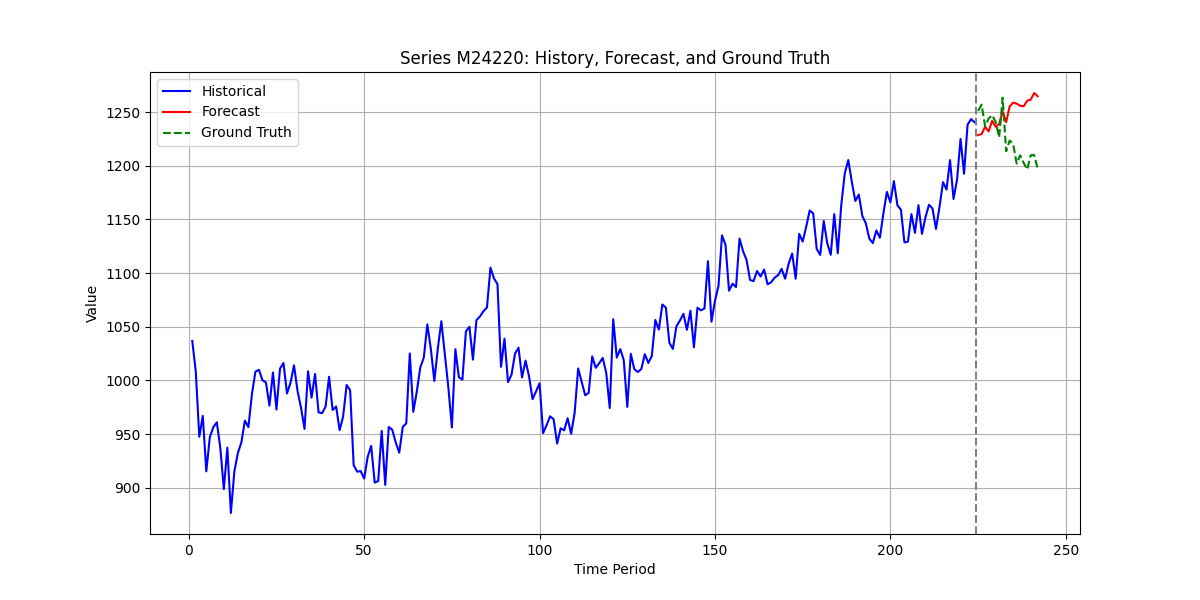 Series M24220: History, Forecast, and Ground Truth
Historical
Forecast
Ground Truth
Value
1250
1200
1150
1100
1050
1000
950
900
0
50
100
150
200
250
Time Period